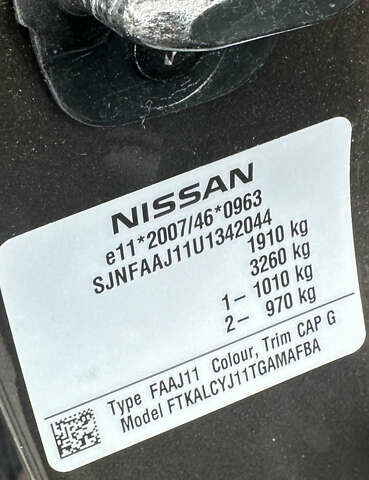 NISSAN
e11*2007/46*0963
SJNFAAJ11U1342044
1910 kg
3260 kg
1– 1010 kg
2– 970 kg
Type FAAJ11 Colour, Trim CAP G
Model FTKALCYJ11TGAMAFBA